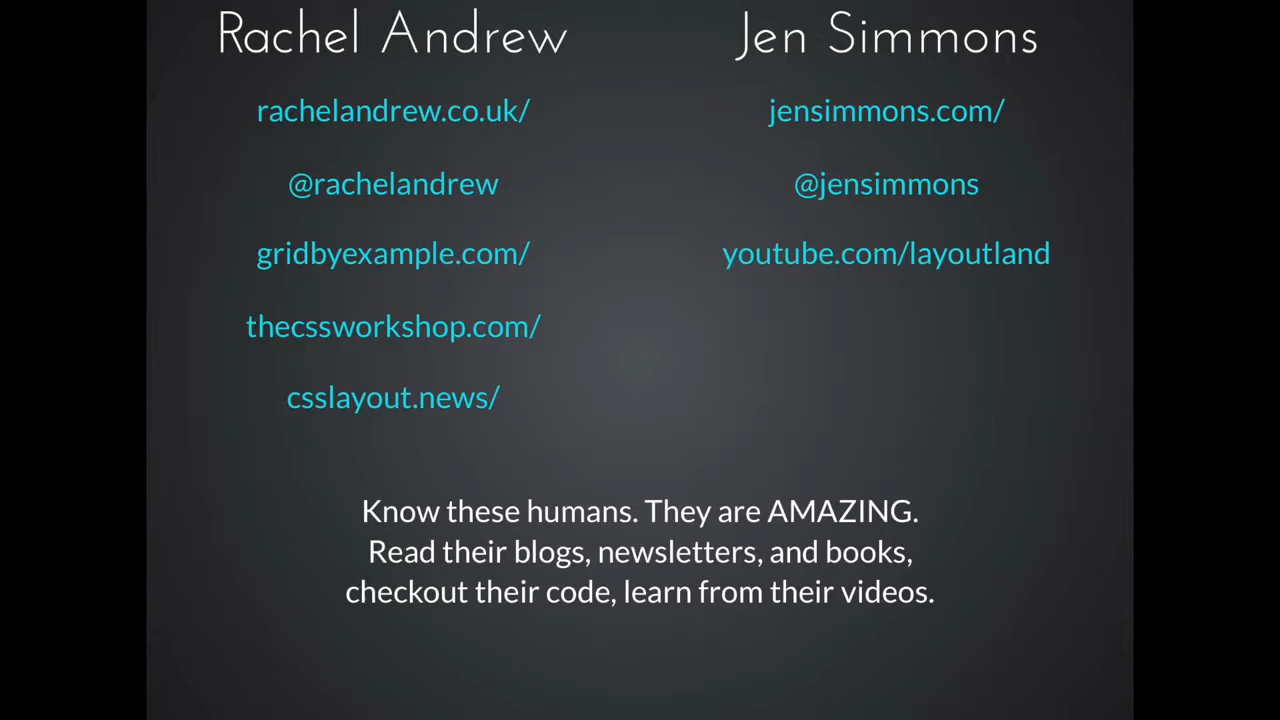 Rachel Andrew
rachelandrew.co.uk/
@rachelandrew
gridbyexample.com/
thecssworkshop.com/
csslayout.news/
Jen Simmons
jensimmons.com/
@jensimmons
youtube.com/layoutland
Know these humans. They are AMAZING.
Read their blogs, newsletters, and books,
checkout their code, learn from their videos.